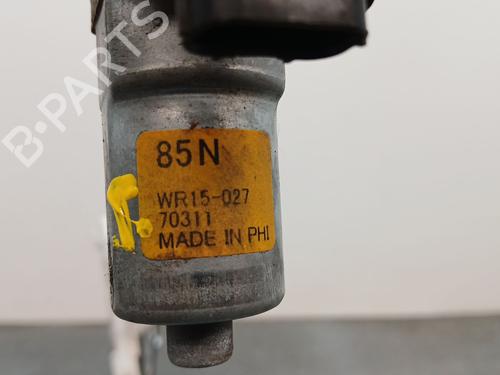 B-PARTS
85N
WR15-027
70311
MADE IN PHI